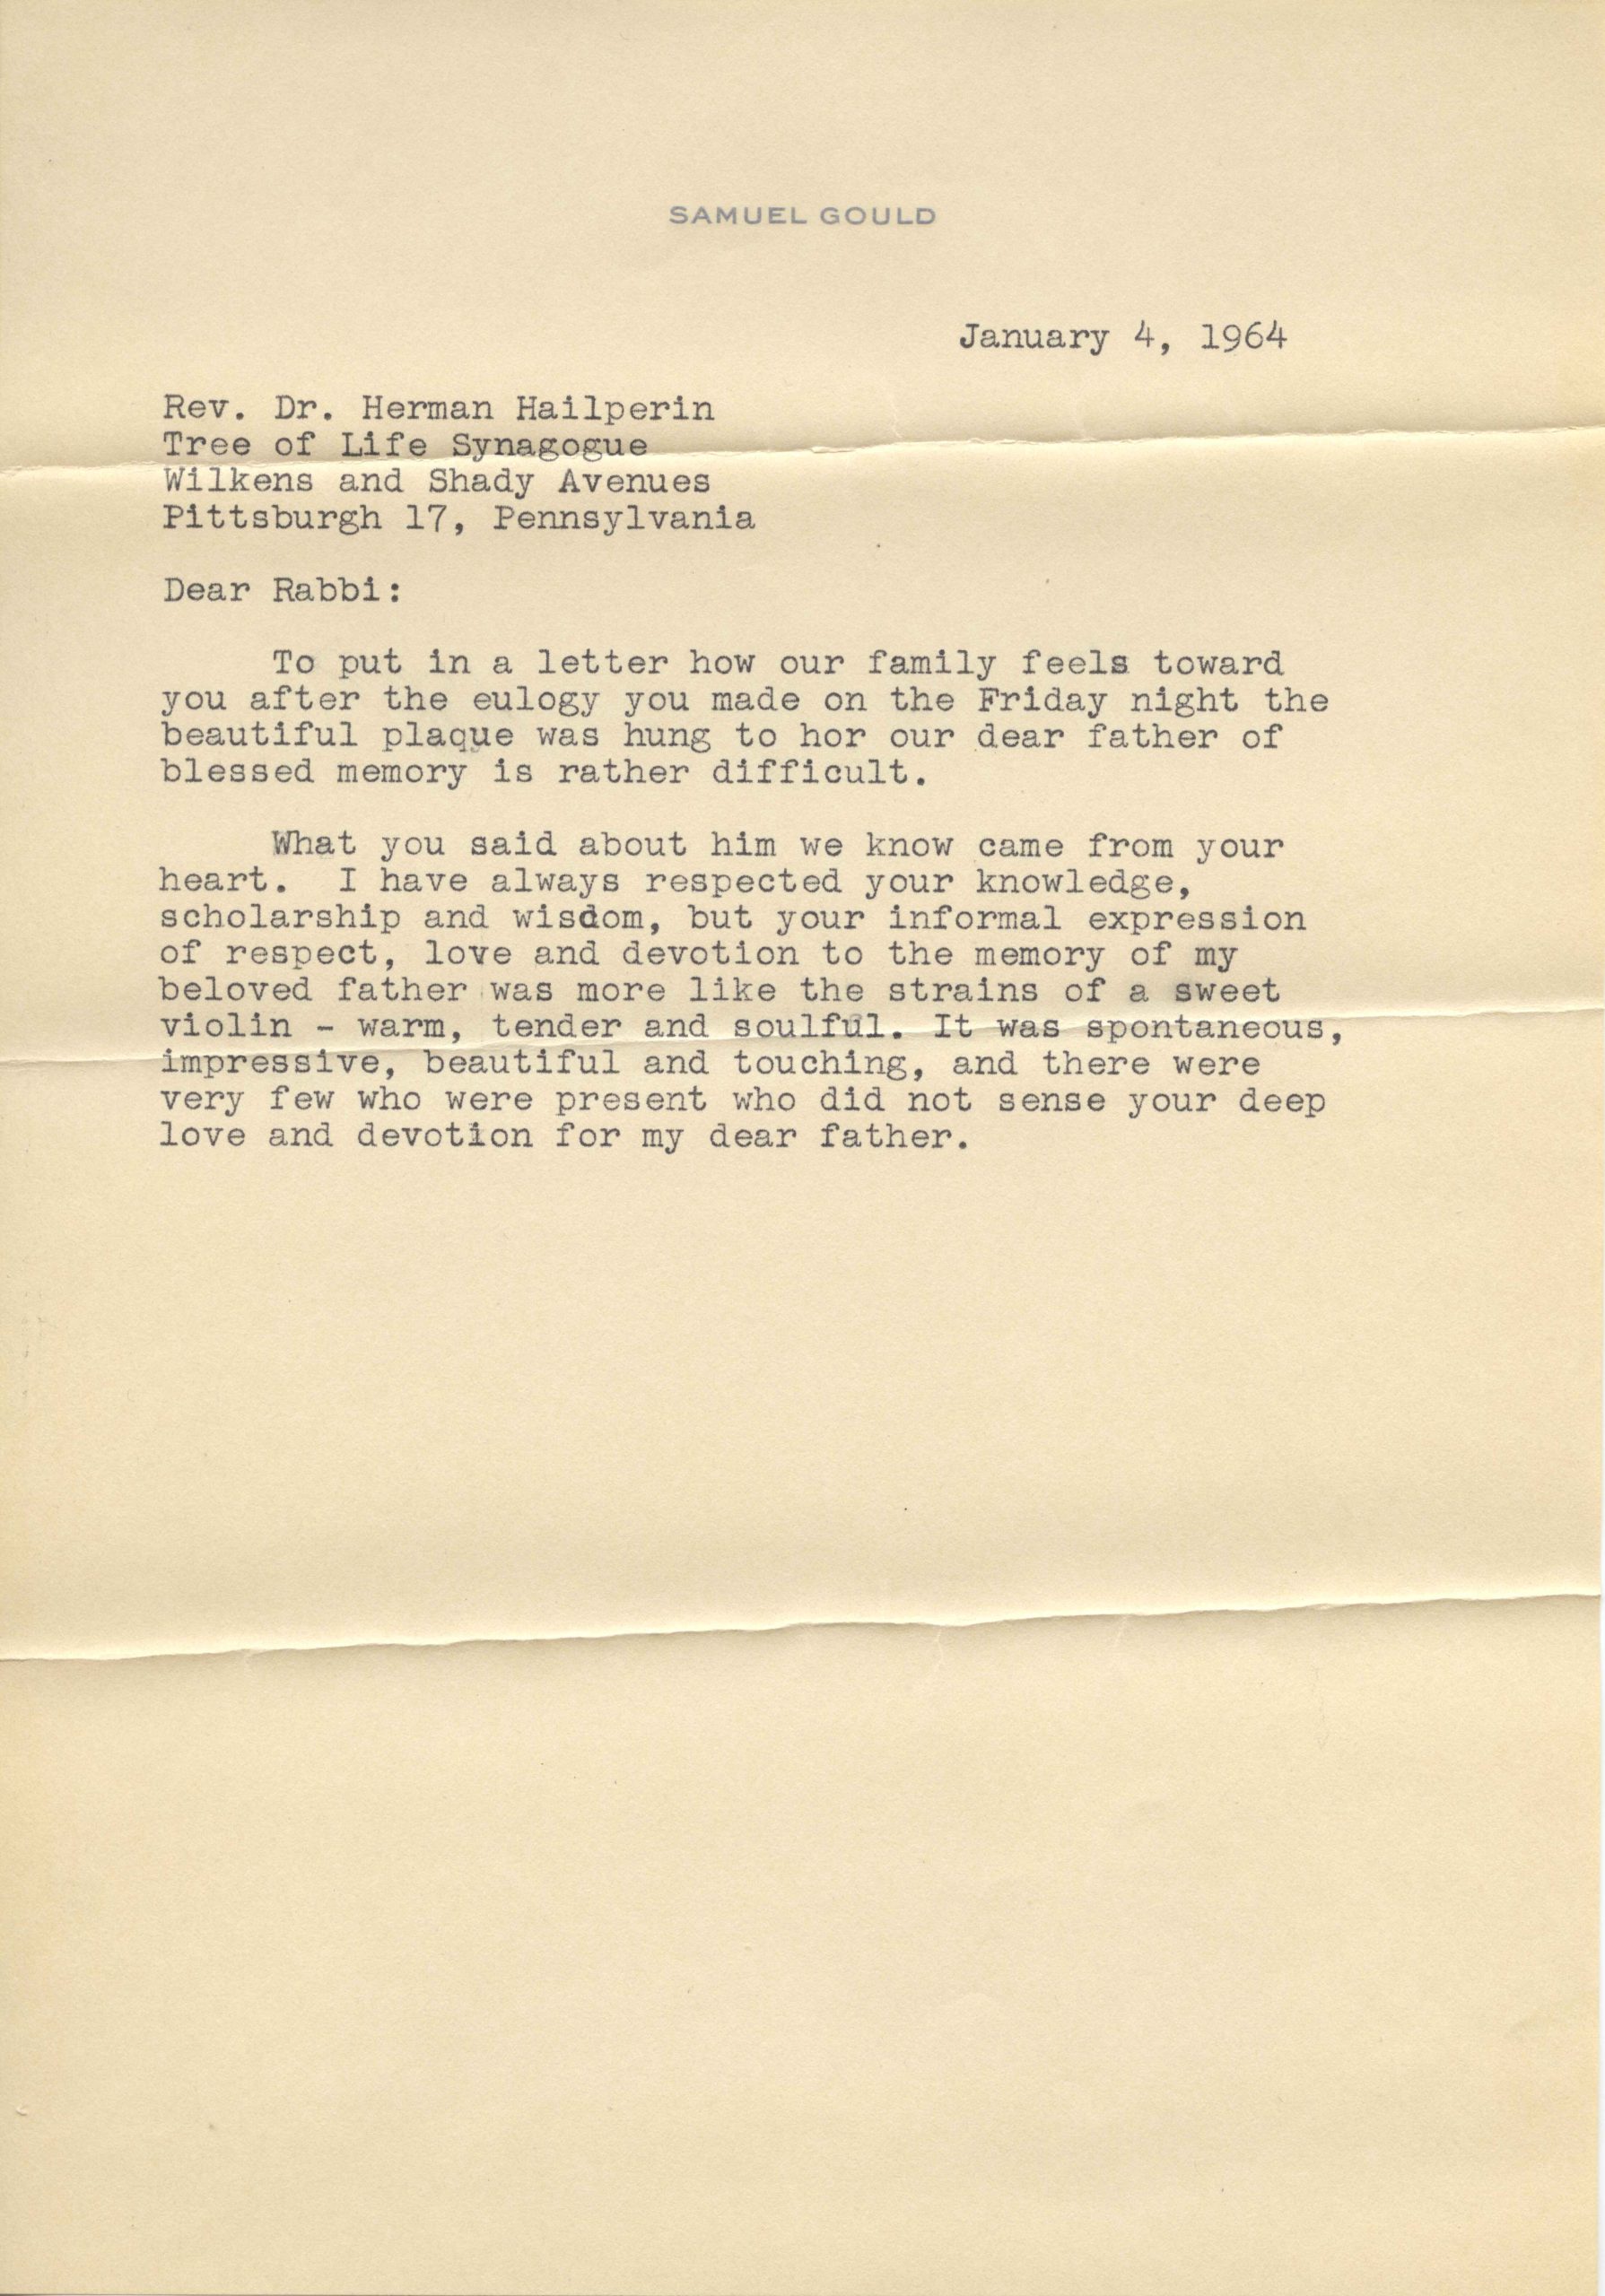 SAMUEL GOULD
January 4, 1964
Rev. Dr. Herman Hailperin
Tree of Life Synagogue
Wilkens and Shady Avenues
Pittsburgh 17, Pennsylvania
Dear Rabbi:
To put in a letter how our family feels toward
you after the eulogy you made on the Friday night the
beautiful plaque was hung to hor our dear father of
blessed memory is rather difficult.
What you said about him we know came from your
heart. I have always respected your knowledge,
scholarship and wisdom, but your informal expression
of respect, love and devotion to the memory of my
beloved father was more like the strains of a sweet
violin - warm, tender and soulful. It was spontaneous,
impressive, beautiful and touching, and there were
very few who were present who did not sense your deep
love and devotion for my dear father.